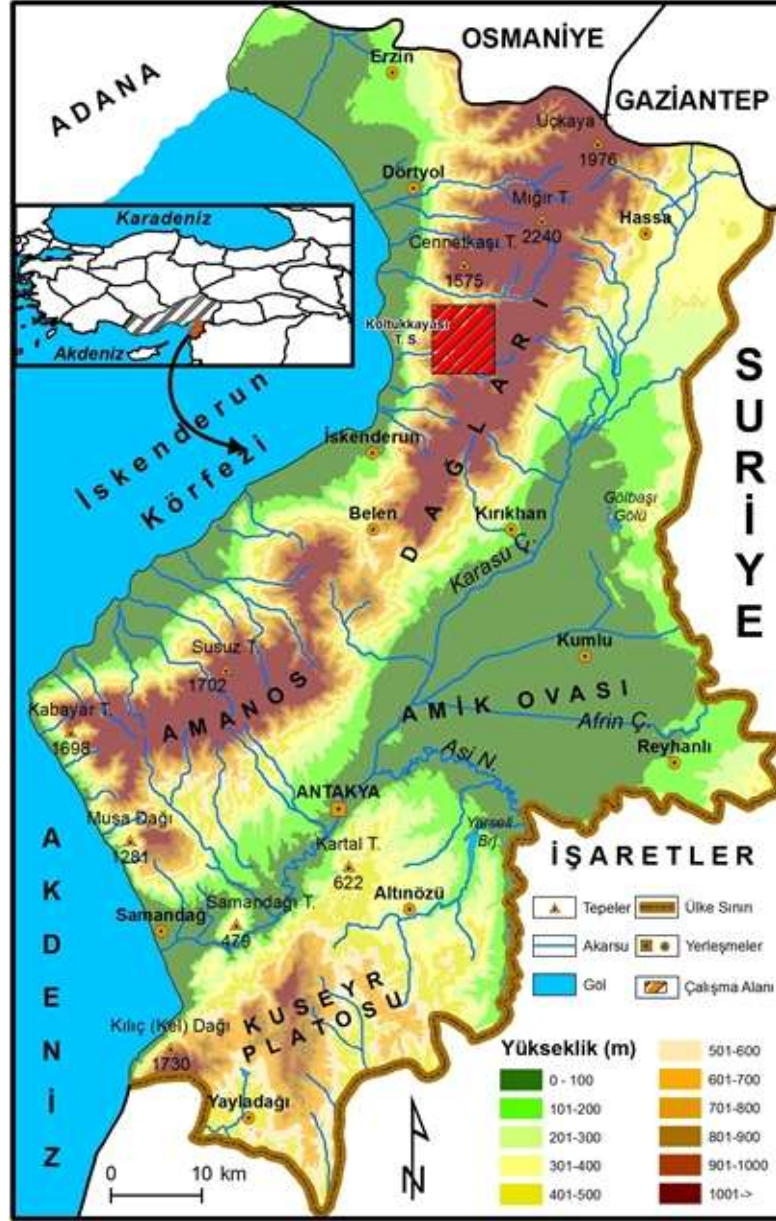 OSMANİYE
ADANA
GAZİANTEP
Erzin
Üçkaya T.
1976
Dörtyol
Mığır T.
2240
Hassa
Cennetkaşı T.
1575
Karadeniz
Akdeniz
Koltukkayası
T. S.
İskenderun
Körfezi
SURİYE
İskenderun
Belen
Kırıkhan
Gölbaşı
Gölü
Karasu Ç.
AMANOS DAĞLARI
Kumlu
Susuz T.
1702
Kabayar T.
1698
AMİK OVASI
Afrin Ç.
Reyhanlı
Asi N.
ANTAKYA
Musa Dağı
1281
Kartal T.
622
Yarseli
Brj.
AKDENİZ
Samandağ
Samandağı T.
479
Altınözü
KUSEYR
PLATOSU
Kılıç (Kel) Dağı
1730
Yayladağı
0 10 km
N
İŞARETLER
Tepeler
Ülke Sınırı
Akarsu
Yerleşmeler
Göl
Çalışma Alanı
Yükseklik (m)
0 - 100
101-200
201-300
301-400
401-500
501-600
601-700
701-800
801-900
901-1000
1001->